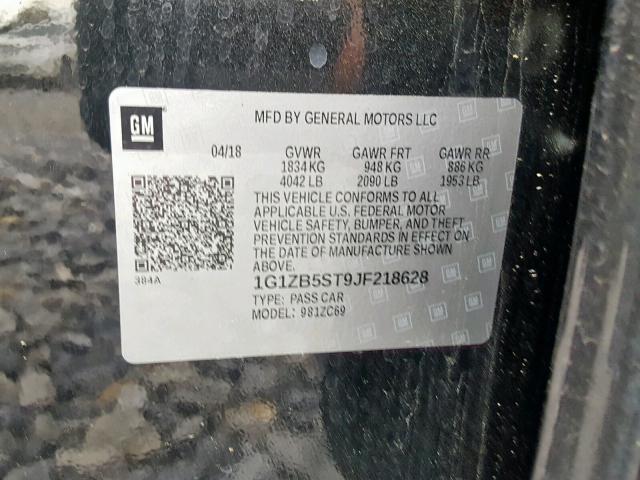 GM
MFD BY GENERAL MOTORS LLC
04/18 GVWR GAWR FRT GAWR RR
1834 KG 948 KG 886 KG
4042 LB 2090 LB 1953 LB
THIS VEHICLE CONFORMS TO ALL
APPLICABLE U.S. FEDERAL MOTOR
VEHICLE SAFETY, BUMPER, AND THEFT
PREVENTION STANDARDS IN EFFECT ON
THE DATE OF MANUFACTURE SHOWN
ABOVE.
384A
1G1ZB5ST9JF218628
TYPE: PASS CAR
MODEL: 981ZC69